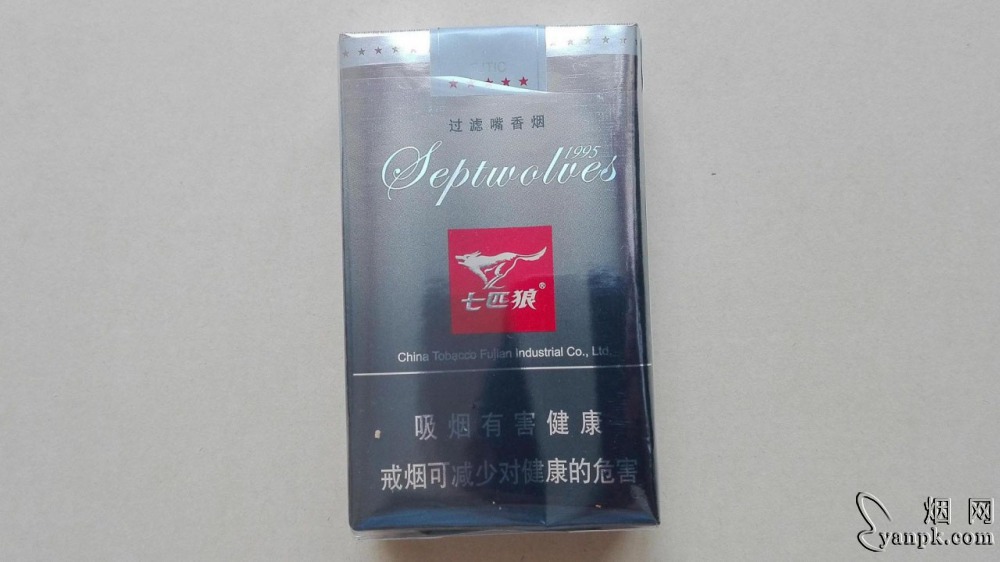 过滤嘴香烟
1995
Septwolves
七匹狼®
China Tobacco Fujian Industrial Co., Ltd.
吸烟有害健康
戒烟可减少对健康的危害
烟网
yanpk.com